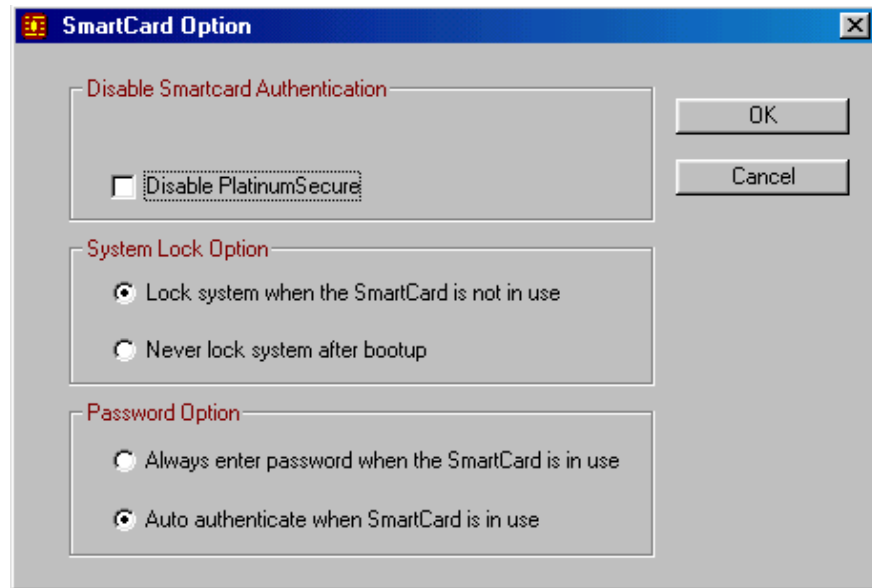 SmartCard Option
Disable Smartcard Authentication
OK
Disable PlatinumSecure
Cancel
System Lock Option
Lock system when the SmartCard is not in use
Never lock system after bootup
Password Option
Always enter password when the SmartCard is in use
Auto authenticate when SmartCard is in use